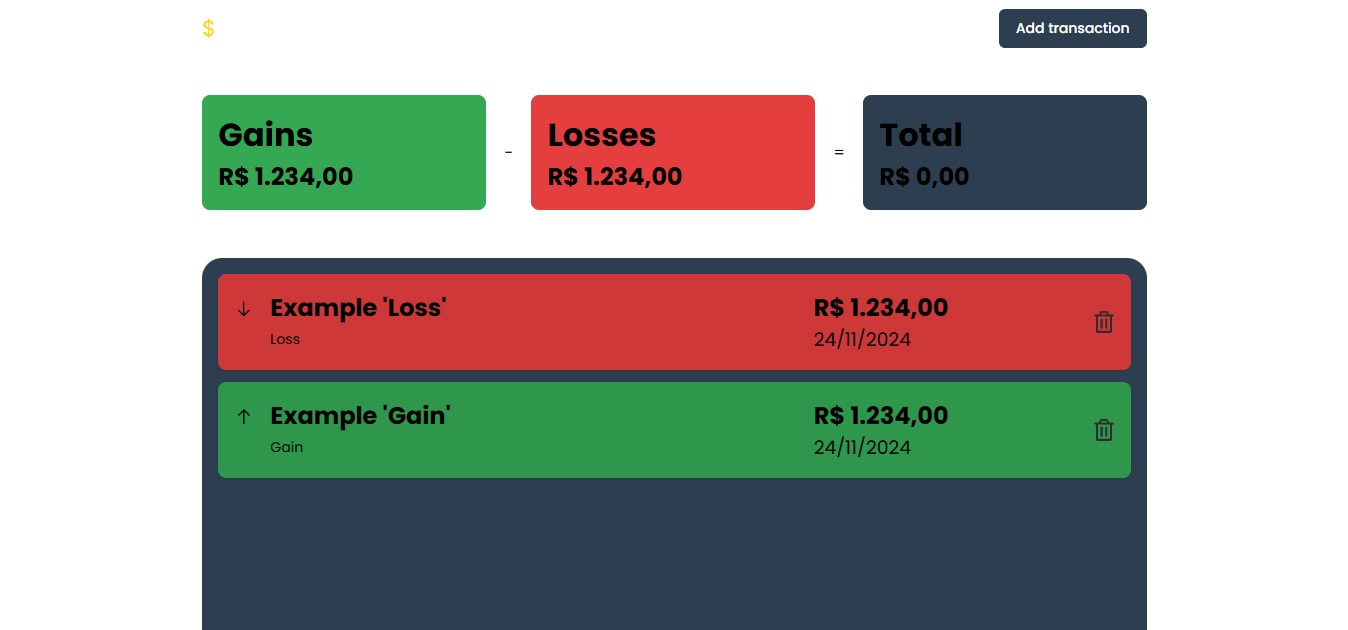 $
Add transaction
Gains
R$ 1.234,00
-
Losses
R$ 1.234,00
=
Total
R$ 0,00
Example 'Loss'
Loss
R$ 1.234,00
24/11/2024
Example 'Gain'
Gain
R$ 1.234,00
24/11/2024